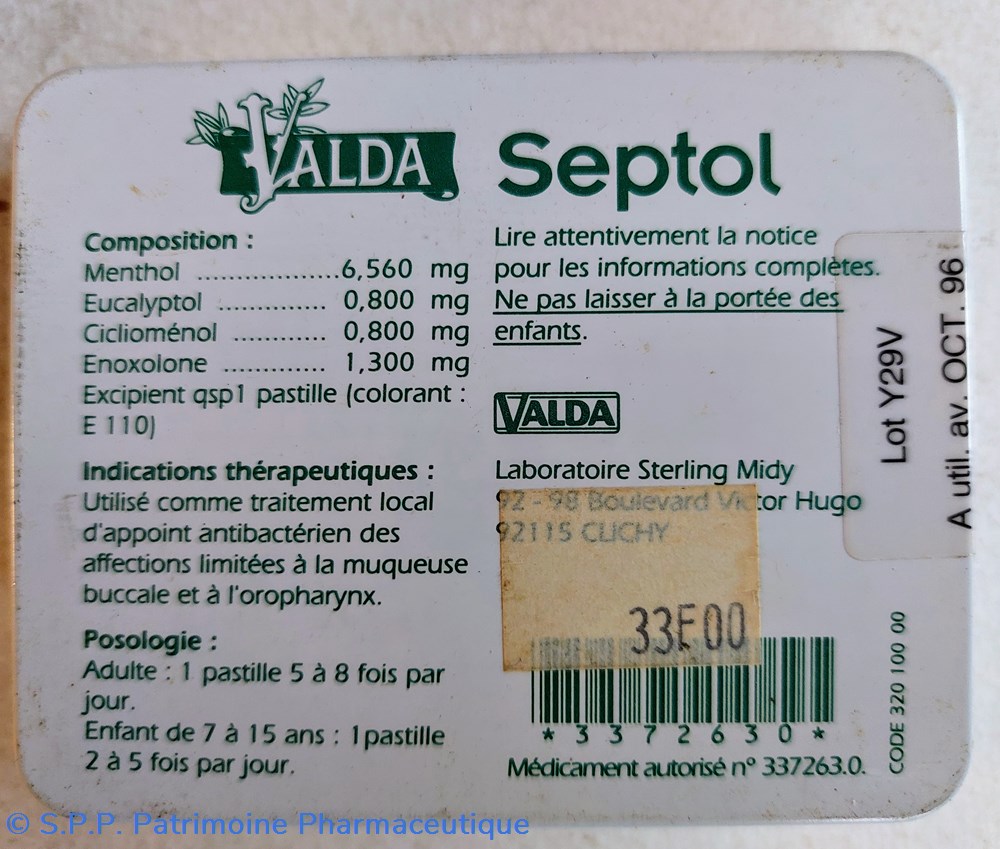 VALDA Septol
Composition :
Menthol ..................6,560 mg
Eucalyptol .............. 0,800 mg
Ciclioménol ............ 0,800 mg
Enoxolone ............. 1,300 mg
Excipient qsp1 pastille (colorant :
E 110)
Indications thérapeutiques :
Utilisé comme traitement local
d'appoint antibactérien des
affections limitées à la muqueuse
buccale et à l'oropharynx.
Posologie :
Adulte : 1 pastille 5 à 8 fois par
jour.
Enfant de 7 à 15 ans : 1pastille
2 à 5 fois par jour.
Lire attentivement la notice
pour les informations complètes.
Ne pas laisser à la portée des
enfants.
VALDA
Laboratoire Sterling Midy
92 - 98 Boulevard Victor Hugo
92115 CLICHY
33F00
* 3 3 7 2 6 3 0 *
Médicament autorisé n° 337263.0.
Lot Y29V
A util. av. OCT. 96
CODE 320 100 00
© S.P.P. Patrimoine Pharmaceutique